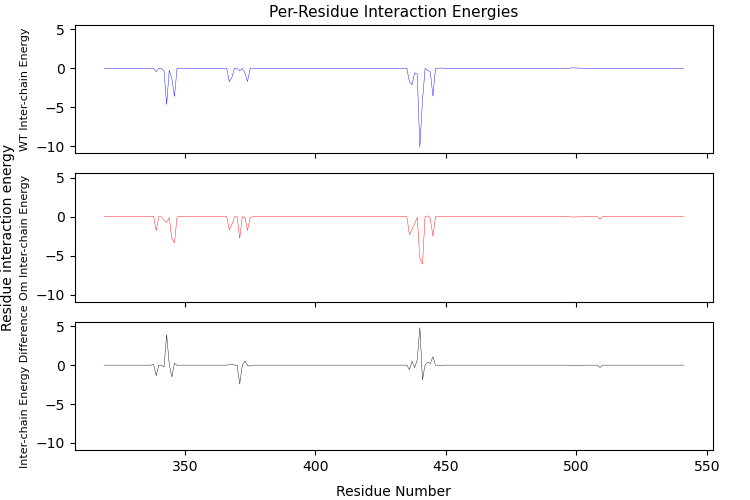 Per-Residue Interaction Energies
WT Inter-chain Energy
5
0
−5
−10
Residue interaction energy
Om Inter-chain Energy
5
0
−5
−10
Inter-chain Energy Difference
5
0
−5
−10
350
400
450
500
550
Residue Number